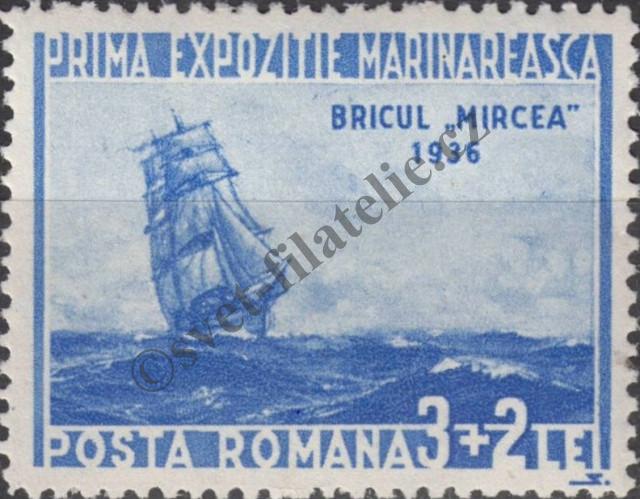 PRIMA EXPOZITIE MARINAREASCA
BRICUL „MIRCEA”
1936
©svet-filatelie.cz
POSTA ROMANA 3+2 LEI
S.